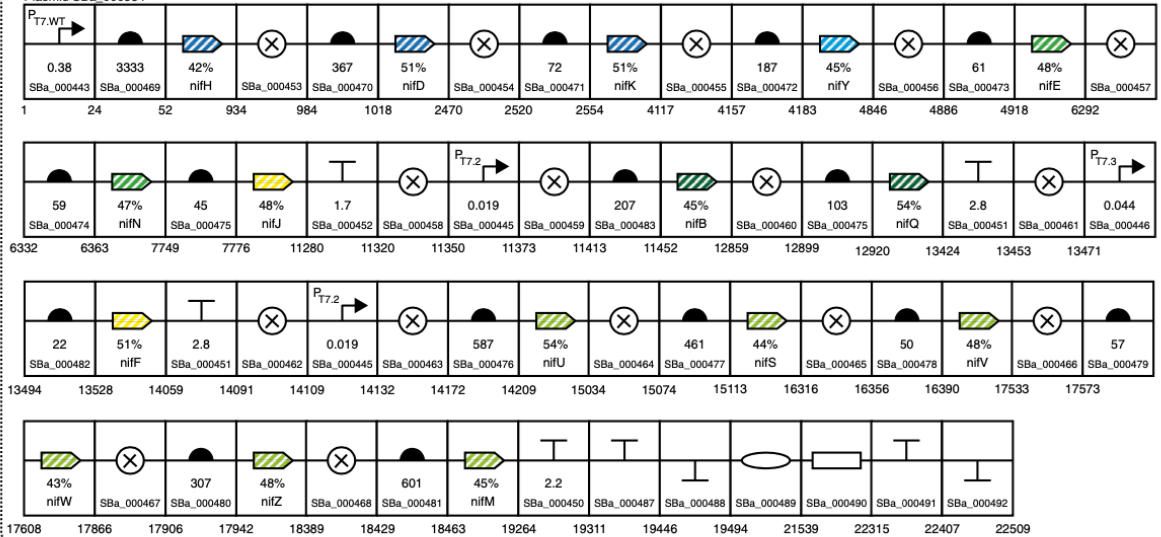 PT7.WT
0.38 3333 42% 367 51% 72 51% 187 45% 61 48%
nifH nifD nifK nifY nifE
SBa_000443 SBa_000469 SBa_000453 SBa_000470 SBa_000454 SBa_000471 SBa_000455 SBa_000472 SBa_000456 SBa_000473 SBa_000457
1 24 52 934 984 1018 2470 2520 2554 4117 4157 4183 4846 4886 4918 6292
PT7.2 PT7.3
59 47% 45 48% 1.7 0.019 207 45% 103 54% 2.8 0.044
nifN nifJ nifB nifQ
SBa_000474 SBa_000475 SBa_000452 SBa_000458 SBa_000445 SBa_000459 SBa_000483 SBa_000460 SBa_000475 SBa_000451 SBa_000461 SBa_000446
6332 6363 7749 7776 11280 11320 11350 11373 11413 11452 12859 12899 12920 13424 13453 13471
PT7.2
22 51% 2.8 0.019 587 54% 461 44% 50 48% 57
nifF nifU nifS nifV
SBa_000482 SBa_000451 SBa_000462 SBa_000445 SBa_000463 SBa_000476 SBa_000464 SBa_000477 SBa_000465 SBa_000478 SBa_000466 SBa_000479
13494 13528 14059 14091 14109 14132 14172 14209 15034 15074 15113 16316 16356 16390 17533 17573
43% 307 48% 601 45% 2.2
nifW nifZ nifM
SBa_000467 SBa_000480 SBa_000468 SBa_000481 SBa_000450 SBa_000487 SBa_000488 SBa_000489 SBa_000490 SBa_000491 SBa_000492
17608 17866 17906 17942 18389 18429 18463 19264 19311 19446 19494 21539 22315 22407 22509